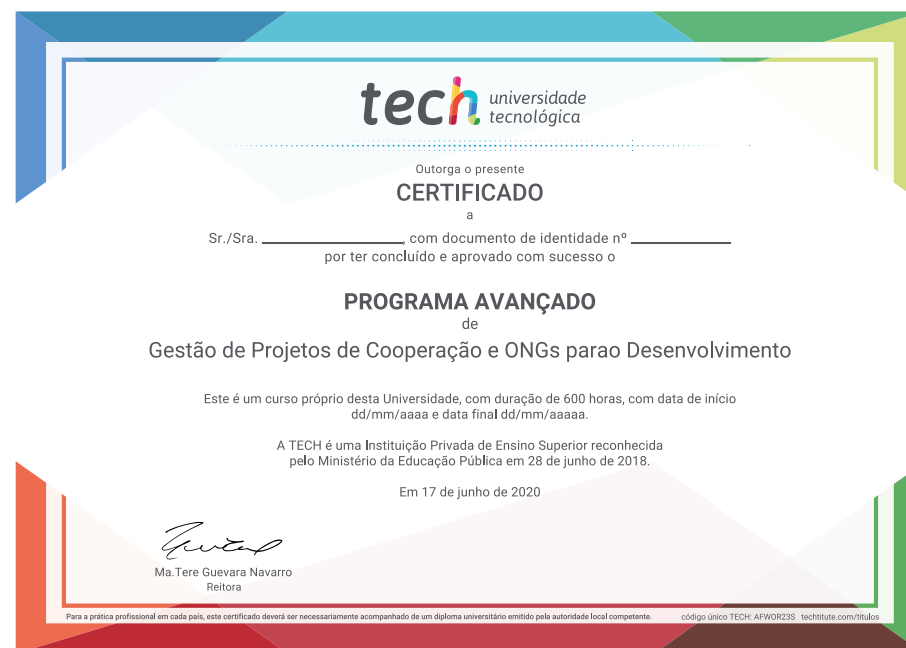 tech universidade
tecnológica
Outorga o presente
CERTIFICADO
a
Sr./Sra. ________________, com documento de identidade nº ____________
por ter concluído e aprovado com sucesso o
PROGRAMA AVANÇADO
de
Gestão de Projetos de Cooperação e ONGs parao Desenvolvimento
Este é um curso próprio desta Universidade, com duração de 600 horas, com data de início
dd/mm/aaaa e data final dd/mm/aaaaa.
A TECH é uma Instituição Privada de Ensino Superior reconhecida
pelo Ministério da Educação Pública em 28 de junho de 2018.
Em 17 de junho de 2020
Ma.Tere Guevara Navarro
Reitora
Para a prática profissional em cada país, este certificado deverá ser necessariamente acompanhado de um diploma universitário emitido pela autoridade local competente. código único TECH: AFWOR23S techtitute.com/titulos